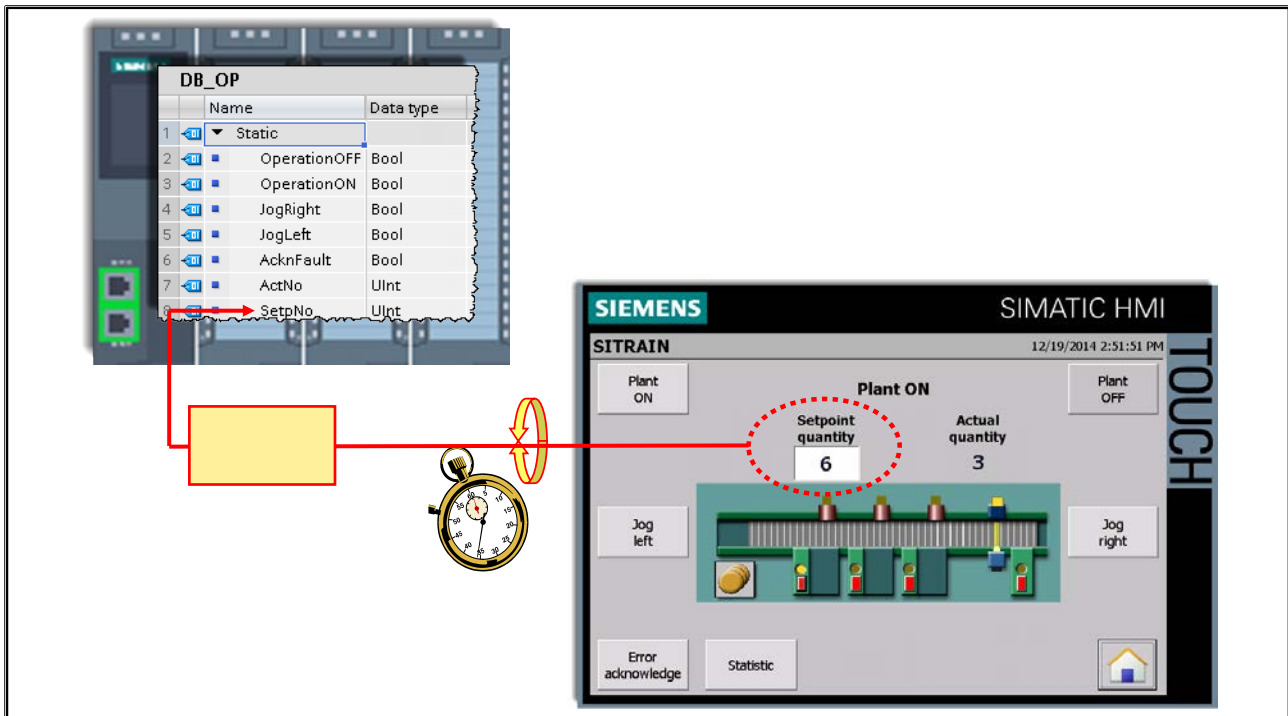 SIEMENS
DB_OP
Name Data type
1 Static
2 OperationOFF Bool
3 OperationON Bool
4 JogRight Bool
5 JogLeft Bool
6 AcknFault Bool
7 ActNo UInt
8 SetpNo UInt
SIEMENS SIMATIC HMI
SITRAIN 12/19/2014 2:51:51 PM
TOUCH
Plant
ON
Plant ON
Plant
OFF
Setpoint
quantity
Actual
quantity
6 3
Jog
left
Jog
right
Error
acknowledge
Statistic